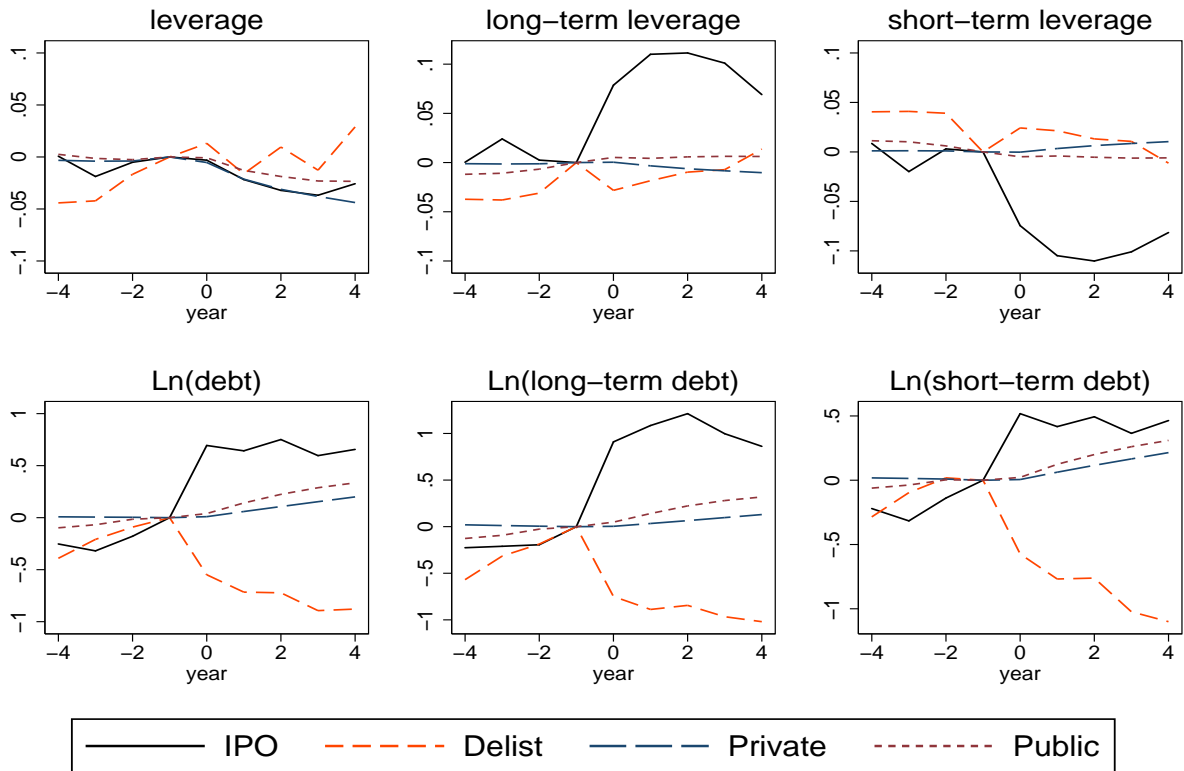 leverage
.1
.05
0
−.05
−.1
−4 −2 0 2 4
year
long−term leverage
.1
.05
0
−.05
−.1
−4 −2 0 2 4
year
short−term leverage
.1
.05
0
−.05
−.1
−4 −2 0 2 4
year
Ln(debt)
1
.5
0
−.5
−1
−4 −2 0 2 4
year
Ln(long−term debt)
1
.5
0
−.5
−1
−4 −2 0 2 4
year
Ln(short−term debt)
.5
0
−.5
−1
−4 −2 0 2 4
year
IPO Delist Private Public